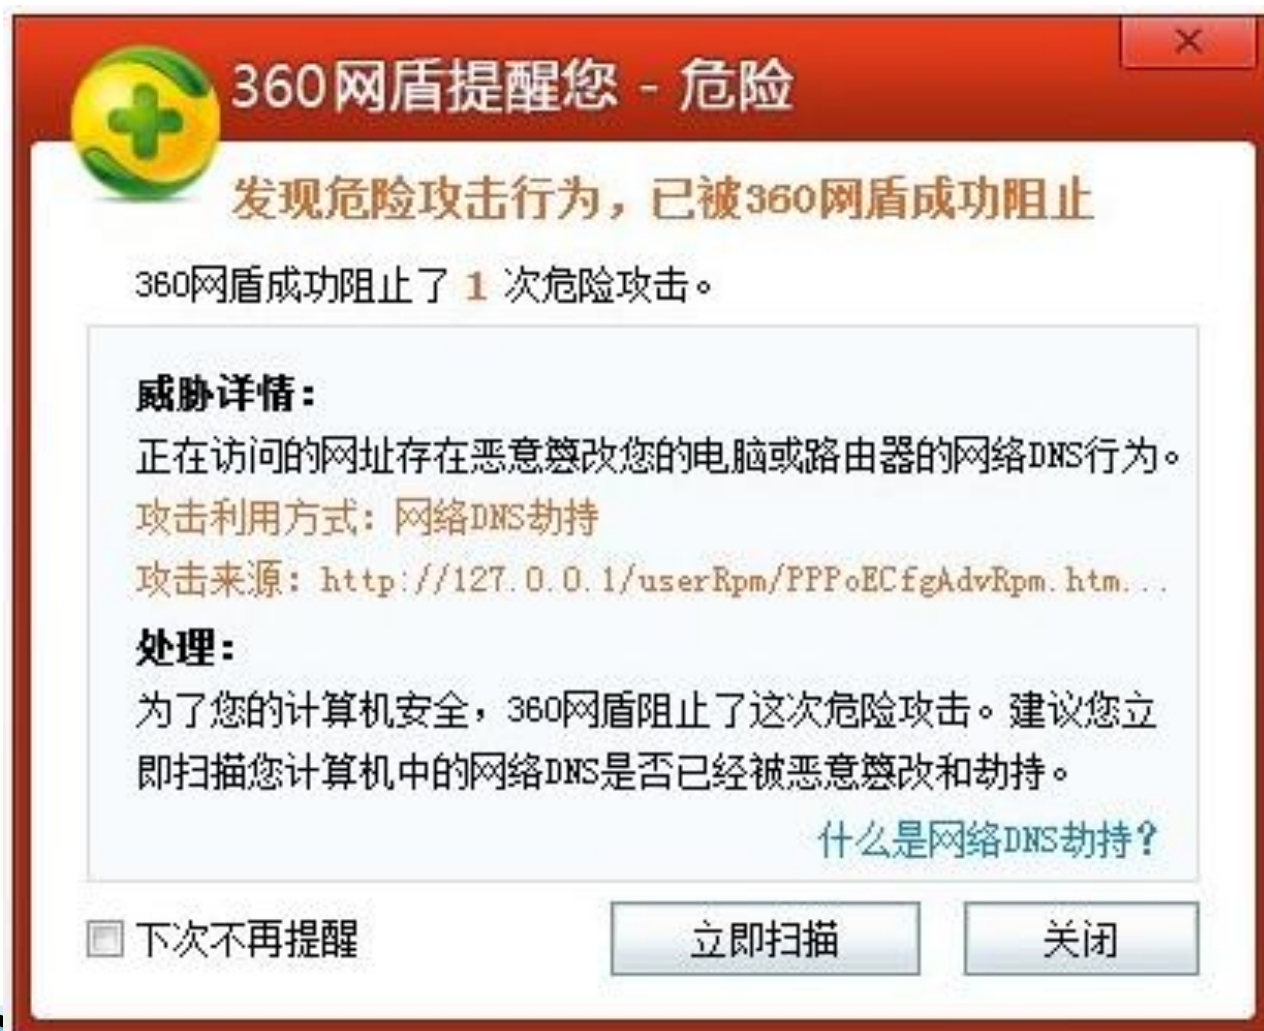 360网盾提醒您 - 危险
发现危险攻击行为，已被360网盾成功阻止
360网盾成功阻止了 1 次危险攻击。
威胁详情：
正在访问的网址存在恶意篡改您的电脑或路由器的网络DNS行为。
攻击利用方式：网络DNS劫持
攻击来源：http://127.0.0.1/userRpm/PPPoECfgAdvRpm.htm...
处理：
为了您的计算机安全，360网盾阻止了这次危险攻击。建议您立
即扫描您计算机中的网络DNS是否已经被恶意篡改和劫持。
什么是网络DNS劫持？
下次不再提醒
立即扫描
关闭